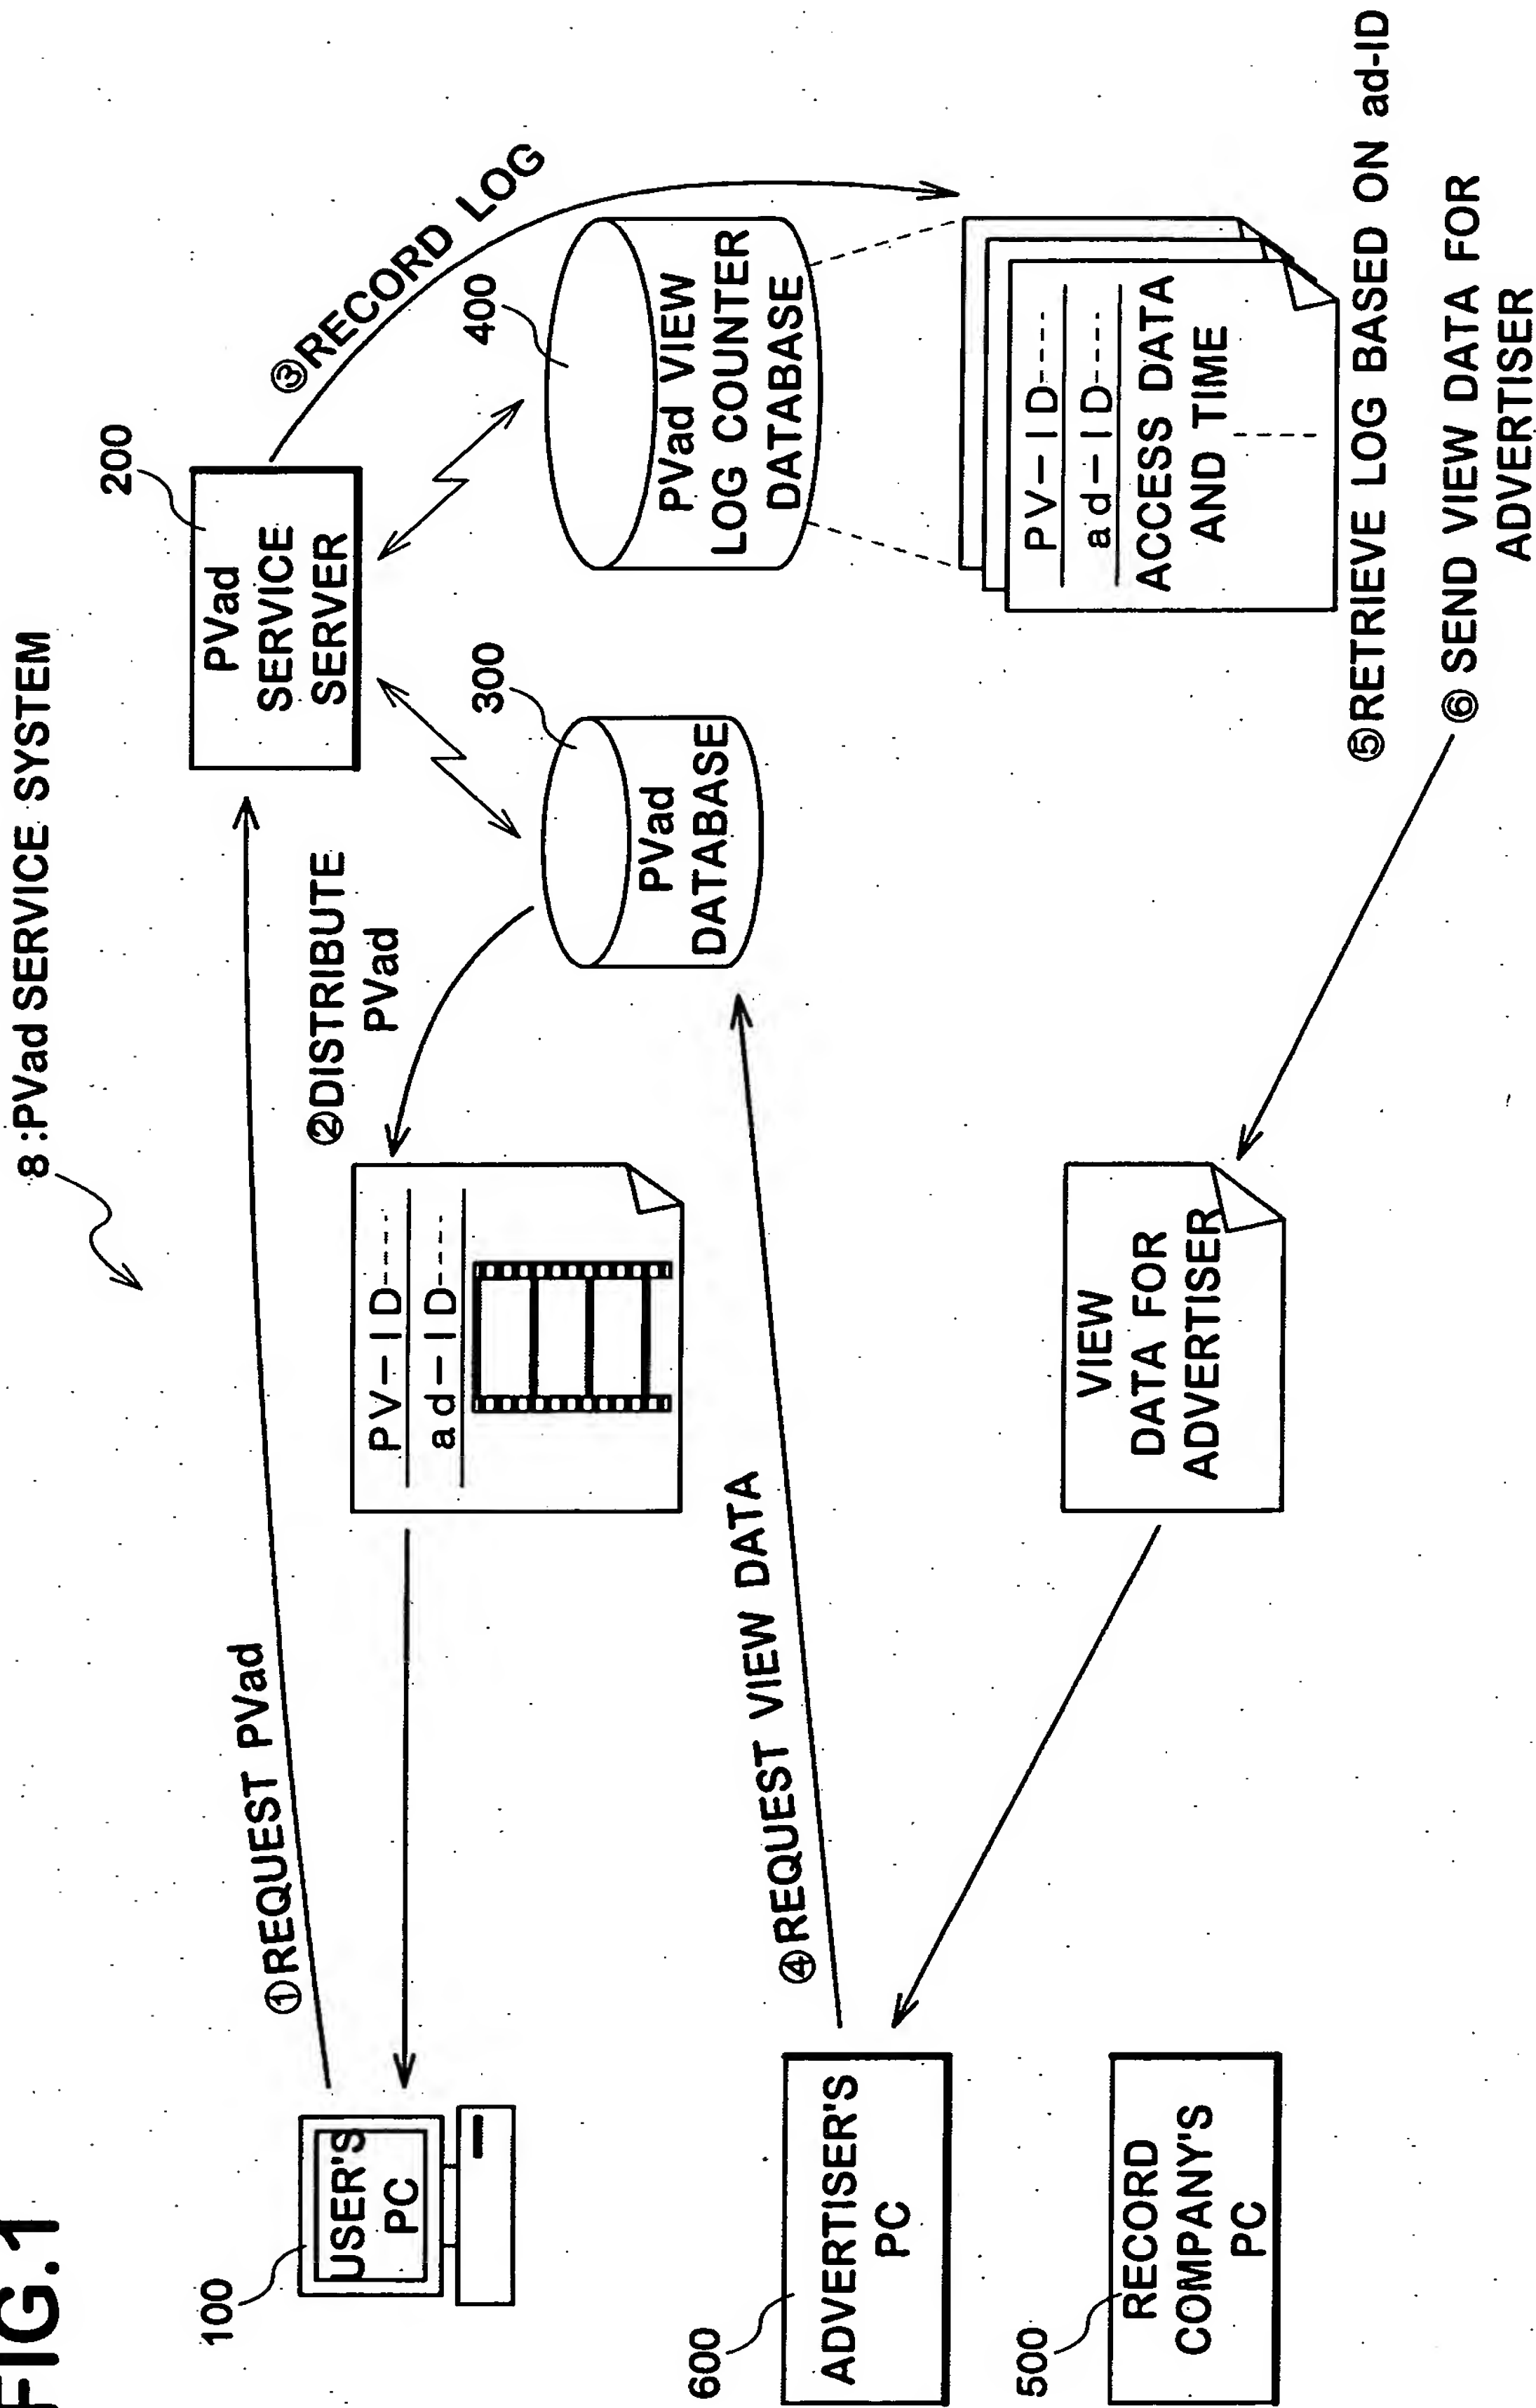 FIG.1
8 :PVad SERVICE SYSTEM
100
USER'S
PC
①REQUEST PVad
200
PVad
SERVICE
SERVER
②DISTRIBUTE
PVad
PV-ID----
ad-ID----
③RECORD LOG
300
PVad
DATABASE
400
PVad VIEW
LOG COUNTER
DATABASE
PV-ID----
ad-ID----
ACCESS DATA
AND TIME
600
ADVERTISER'S
PC
④REQUEST VIEW DATA
500
RECORD
COMPANY'S
PC
VIEW
DATA FOR
ADVERTISER
⑤RETRIEVE LOG BASED ON ad-ID
⑥ SEND VIEW DATA FOR
ADVERTISER